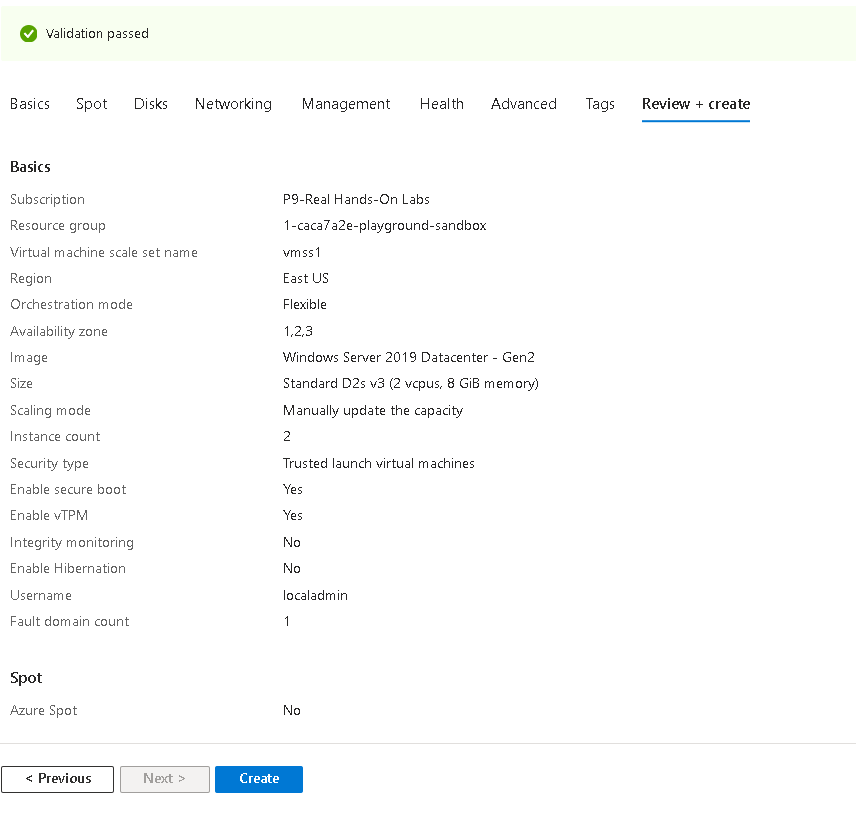 Validation passed
Basics Spot Disks Networking Management Health Advanced Tags Review + create
Basics
Subscription P9-Real Hands-On Labs
Resource group 1-caca7a2e-playground-sandbox
Virtual machine scale set name vmss1
Region East US
Orchestration mode Flexible
Availability zone 1,2,3
Image Windows Server 2019 Datacenter - Gen2
Size Standard D2s v3 (2 vcpus, 8 GiB memory)
Scaling mode Manually update the capacity
Instance count 2
Security type Trusted launch virtual machines
Enable secure boot Yes
Enable vTPM Yes
Integrity monitoring No
Enable Hibernation No
Username localadmin
Fault domain count 1
Spot
Azure Spot No
< Previous Next > Create